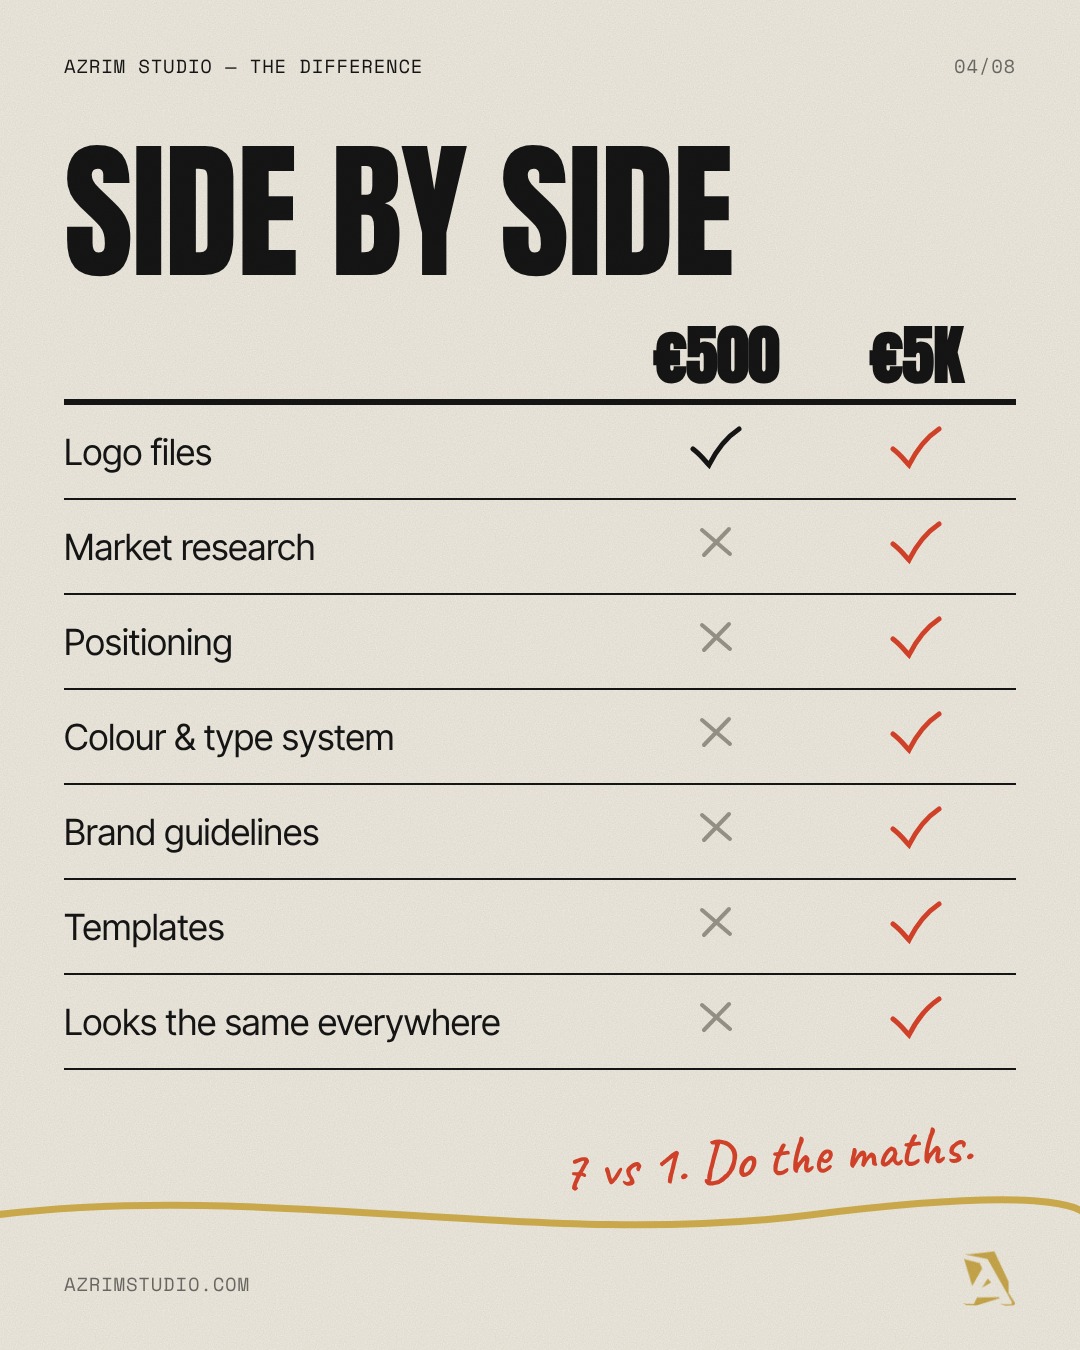 AZRIM STUDIO — THE DIFFERENCE
04/08
SIDE BY SIDE
€500 €5K
Logo files
Market research
Positioning
Colour & type system
Brand guidelines
Templates
Looks the same everywhere
7 vs 1. Do the maths.
AZRIMSTUDIO.COM